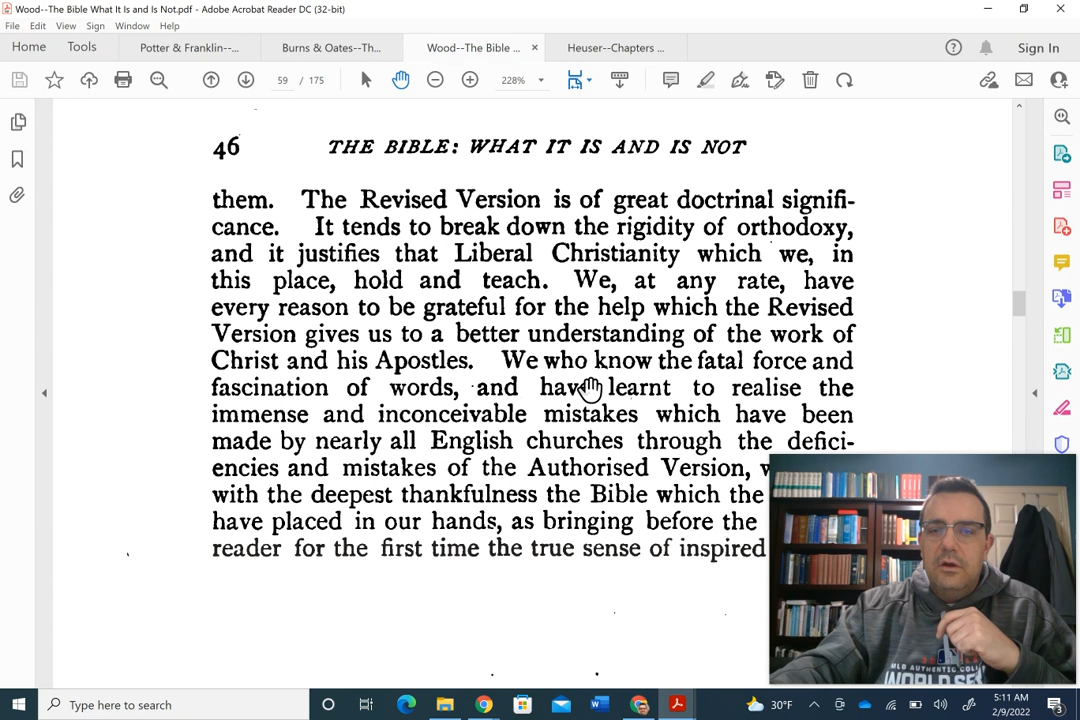 Wood--The Bible What It Is and Is Not.pdf - Adobe Acrobat Reader DC (32-bit)
File Edit View Sign Window Help
Home Tools Potter & Franklin--... Burns & Oates--Th... Wood--The Bible ... × Heuser--Chapters ... Sign In
59 / 175 228%
46 THE BIBLE: WHAT IT IS AND IS NOT
them. The Revised Version is of great doctrinal signifi-
cance. It tends to break down the rigidity of orthodoxy,
and it justifies that Liberal Christianity which we, in
this place, hold and teach. We, at any rate, have
every reason to be grateful for the help which the Revised
Version gives us to a better understanding of the work of
Christ and his Apostles. We who know the fatal force and
fascination of words, and have learnt to realise the
immense and inconceivable mistakes which have been
made by nearly all English churches through the defici-
encies and mistakes of the Authorised Version,
with the deepest thankfulness the Bible which the
have placed in our hands, as bringing before the
reader for the first time the true sense of inspired
MLB AUTHENTIC COLL
WORLD SE
Type here to search 30°F 5:11 AM
2/9/2022
3